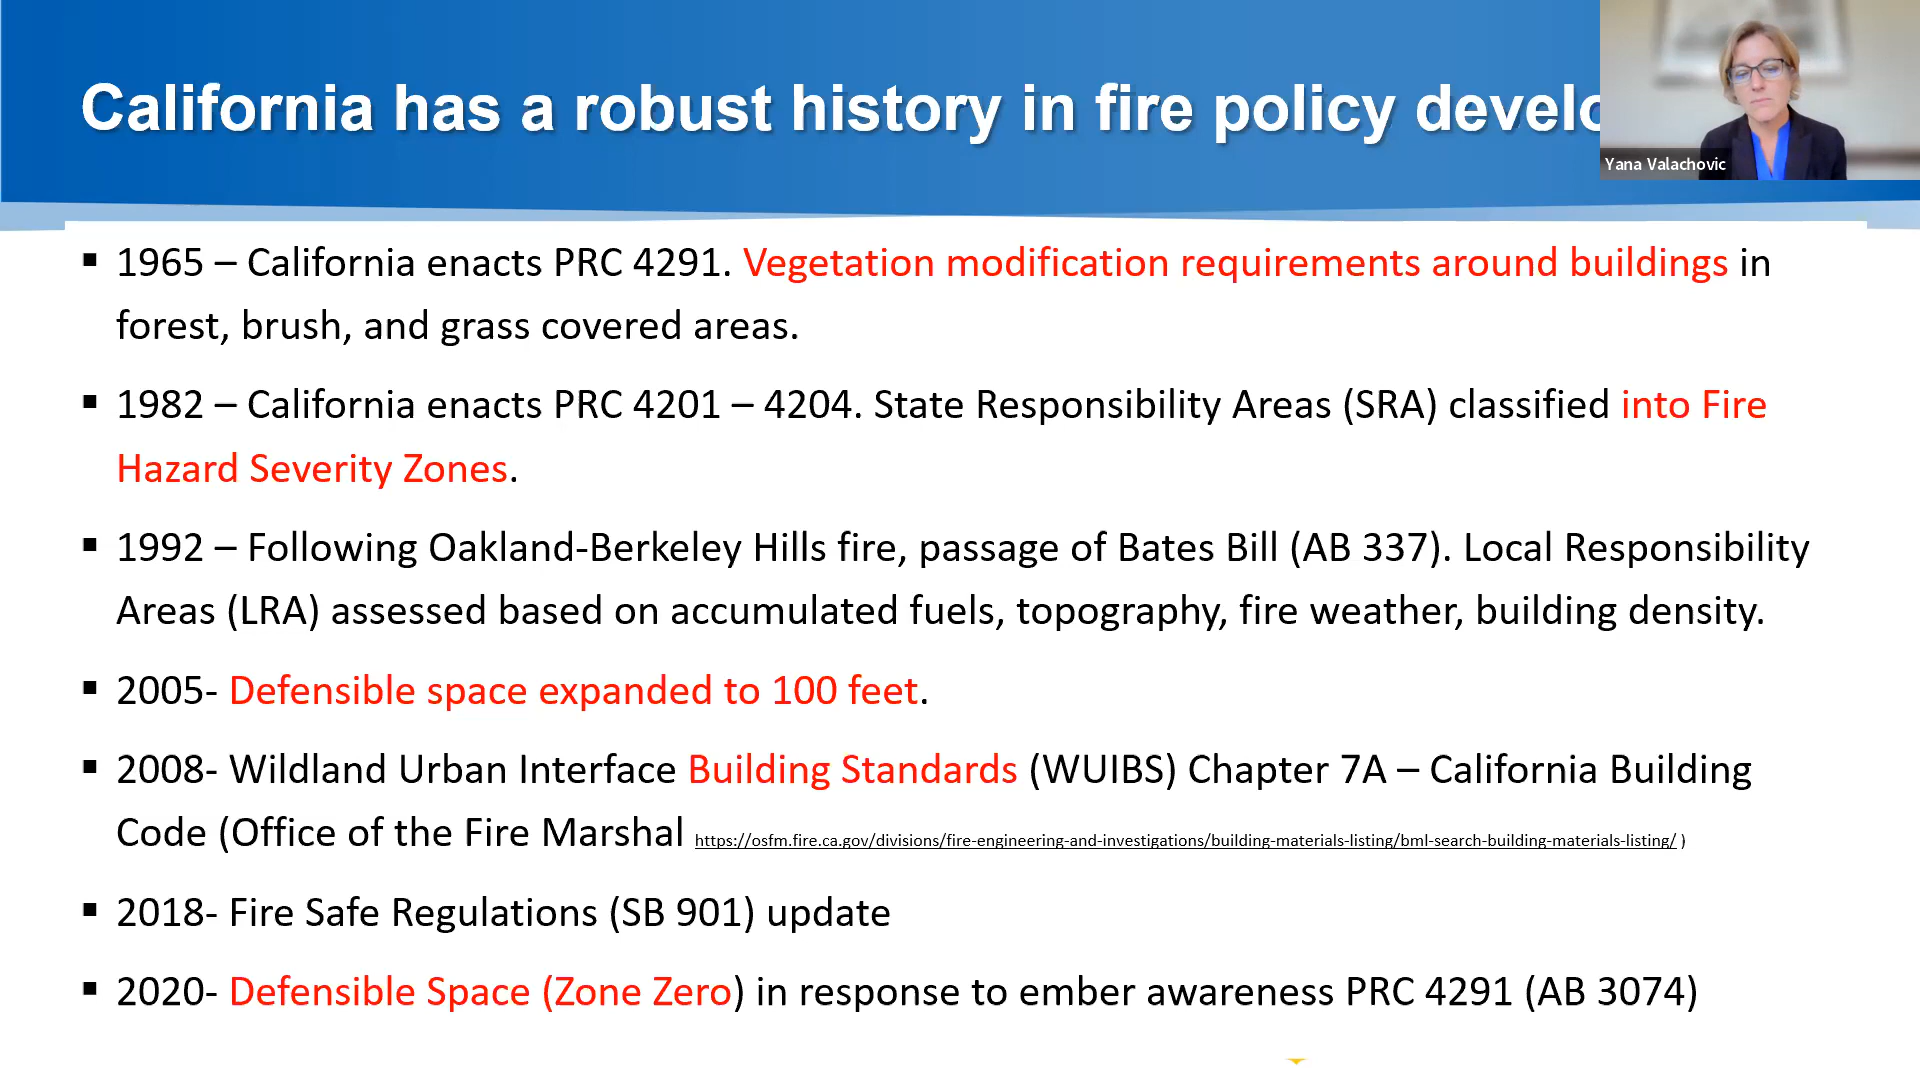 California has a robust history in fire policy develo
Yana Valachovic
▪ 1965 – California enacts PRC 4291. Vegetation modification requirements around buildings in
forest, brush, and grass covered areas.
▪ 1982 – California enacts PRC 4201 – 4204. State Responsibility Areas (SRA) classified into Fire
Hazard Severity Zones.
▪ 1992 – Following Oakland-Berkeley Hills fire, passage of Bates Bill (AB 337). Local Responsibility
Areas (LRA) assessed based on accumulated fuels, topography, fire weather, building density.
▪ 2005- Defensible space expanded to 100 feet.
▪ 2008- Wildland Urban Interface Building Standards (WUIBS) Chapter 7A – California Building
Code (Office of the Fire Marshal https://osfm.fire.ca.gov/divisions/fire-engineering-and-investigations/building-materials-listing/bml-search-building-materials-listing/ )
▪ 2018- Fire Safe Regulations (SB 901) update
▪ 2020- Defensible Space (Zone Zero) in response to ember awareness PRC 4291 (AB 3074)